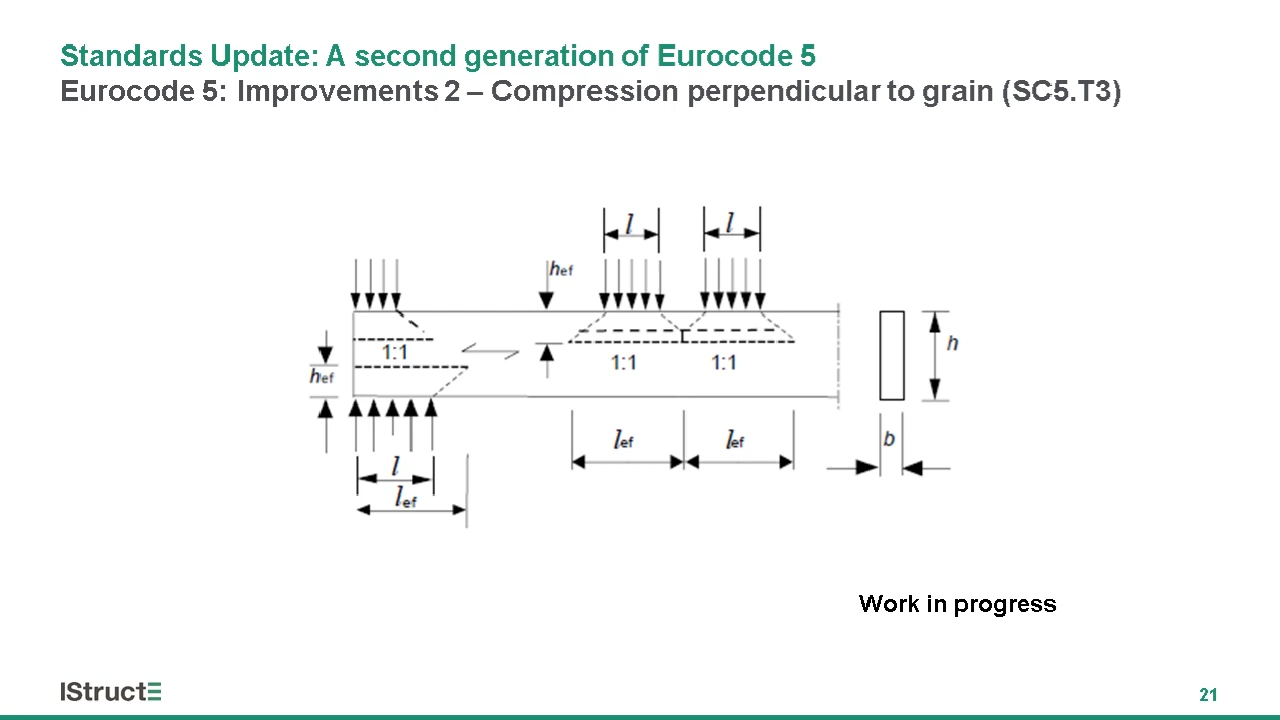 Standards Update: A second generation of Eurocode 5
Eurocode 5: Improvements 2 – Compression perpendicular to grain (SC5.T3)
l l
hef
1:1
1:1 1:1
h
hef
lef lef
b
l
lef
Work in progress
IStructE
21